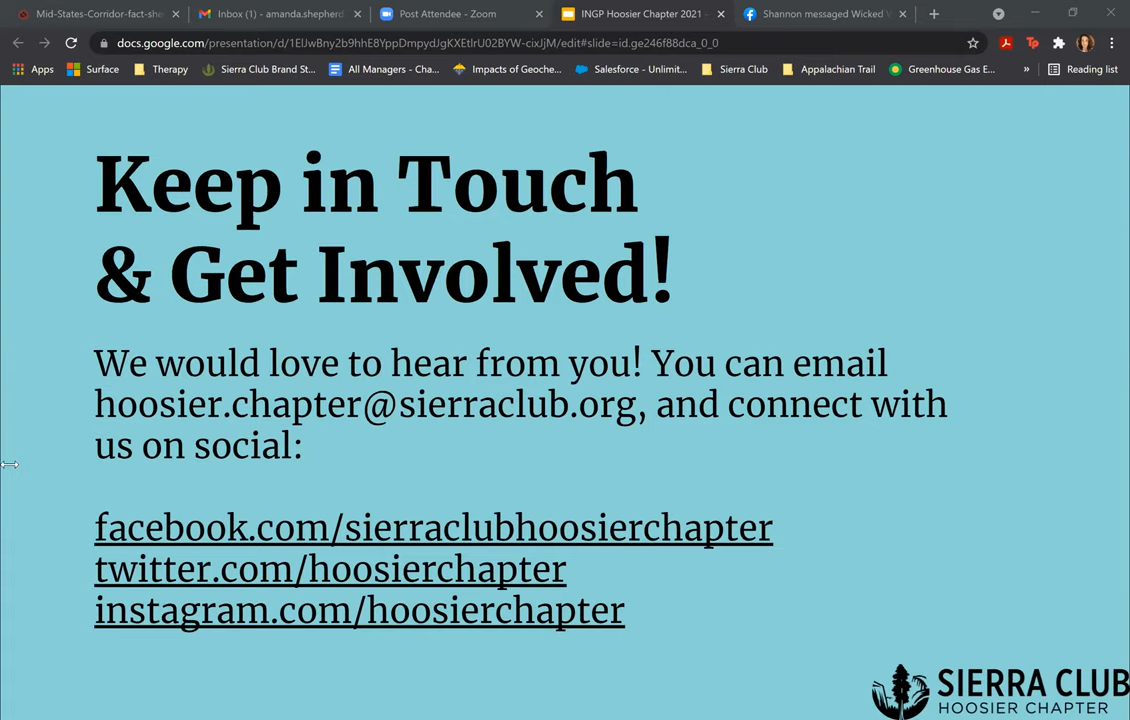 Mid-States-Corridor-fact-she
Inbox (1) - amanda.shepherd
Post Attendee - Zoom
INGP Hoosier Chapter 2021 -
Shannon messaged Wicked V
docs.google.com/presentation/d/1ElJwBny2b9hhE8YppDmpydJgKXEtlrU02BYW-cixJjM/edit#slide=id.ge246f88dca_0_0
Apps
Surface
Therapy
Sierra Club Brand St...
All Managers - Cha...
Impacts of Geoche...
Salesforce - Unlimit...
Sierra Club
Appalachian Trail
Greenhouse Gas E...
»
Reading list
Keep in Touch
& Get Involved!
We would love to hear from you! You can email
hoosier.chapter@sierraclub.org, and connect with
us on social:
facebook.com/sierraclubhoosierchapter
twitter.com/hoosierchapter
instagram.com/hoosierchapter
SIERRA CLUB
HOOSIER CHAPTER